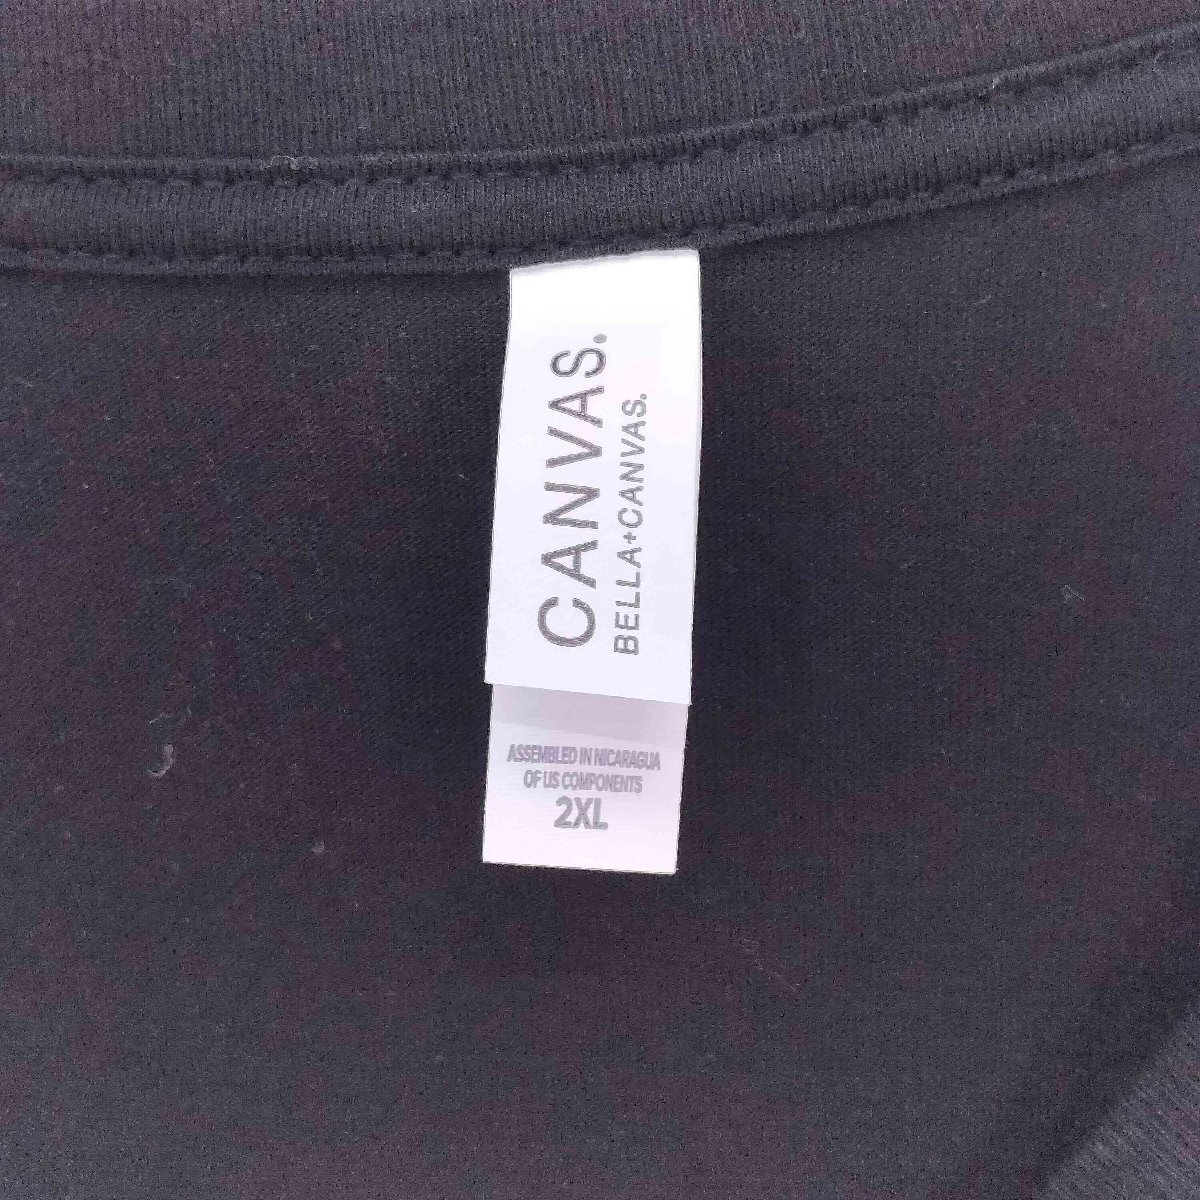 CANVAS.
BELLA+CANVAS.
ASSEMBLED IN NICARAGUA
OF US COMPONENTS
2XL